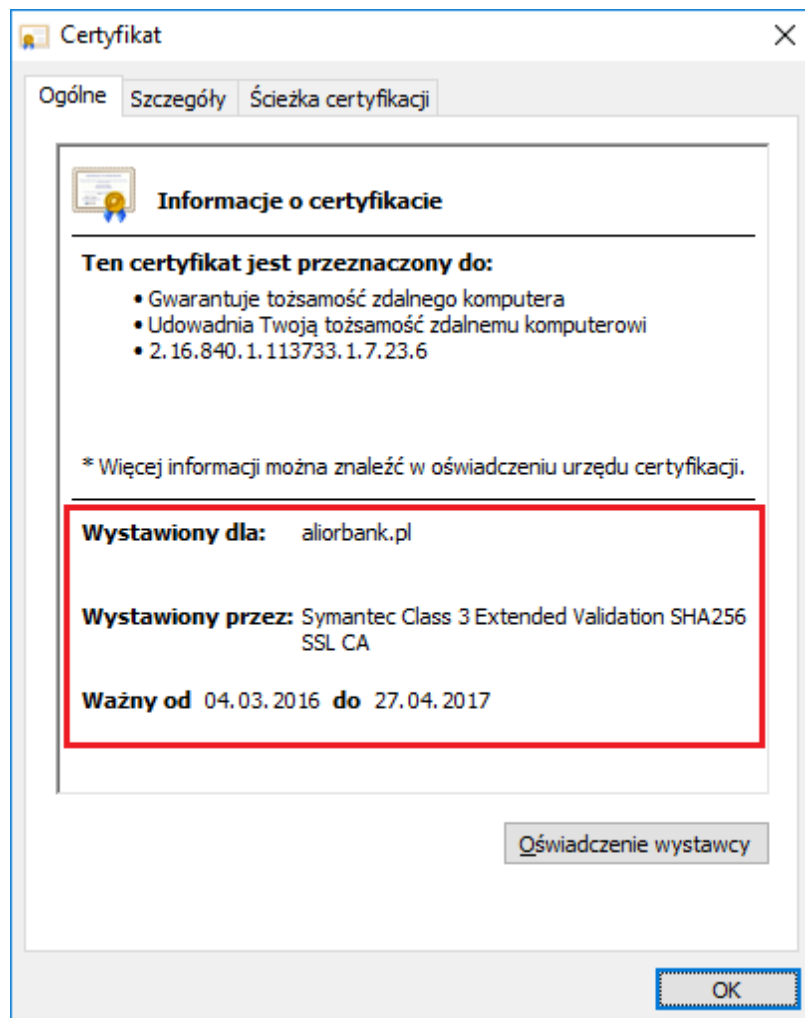 Certyfikat
Ogólne Szczegóły Ścieżka certyfikacji
Informacje o certyfikacie
Ten certyfikat jest przeznaczony do:
• Gwarantuje tożsamość zdalnego komputera
• Udowadnia Twoją tożsamość zdalnemu komputerowi
• 2.16.840.1.113733.1.7.23.6
* Więcej informacji można znaleźć w oświadczeniu urzędu certyfikacji.
Wystawiony dla: aliorbank.pl
Wystawiony przez: Symantec Class 3 Extended Validation SHA256
SSL CA
Ważny od 04.03.2016 do 27.04.2017
Oświadczenie wystawcy
OK